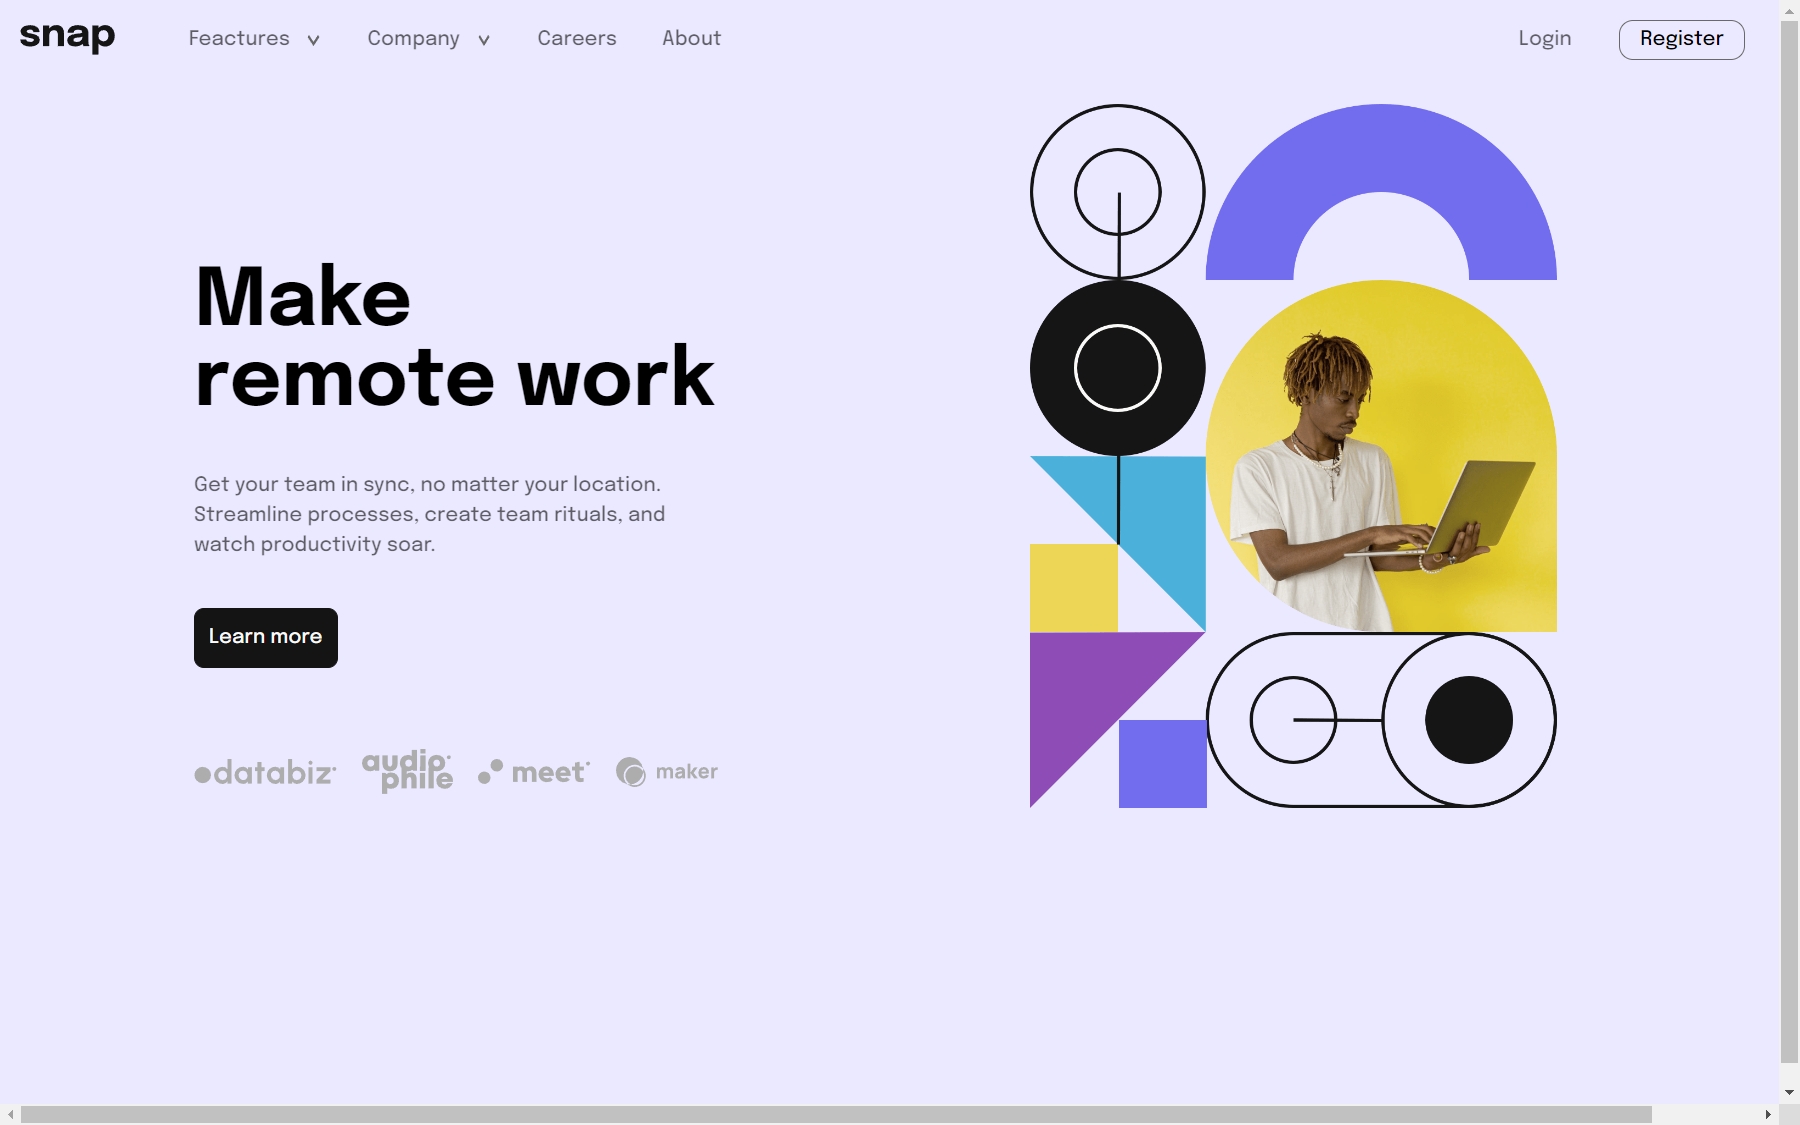 snap
Feactures
Company
Careers
About
Login
Register
Make
remote work
Get your team in sync, no matter your location.
Streamline processes, create team rituals, and
watch productivity soar.
Learn more
databiz
audio
phile
meet
maker